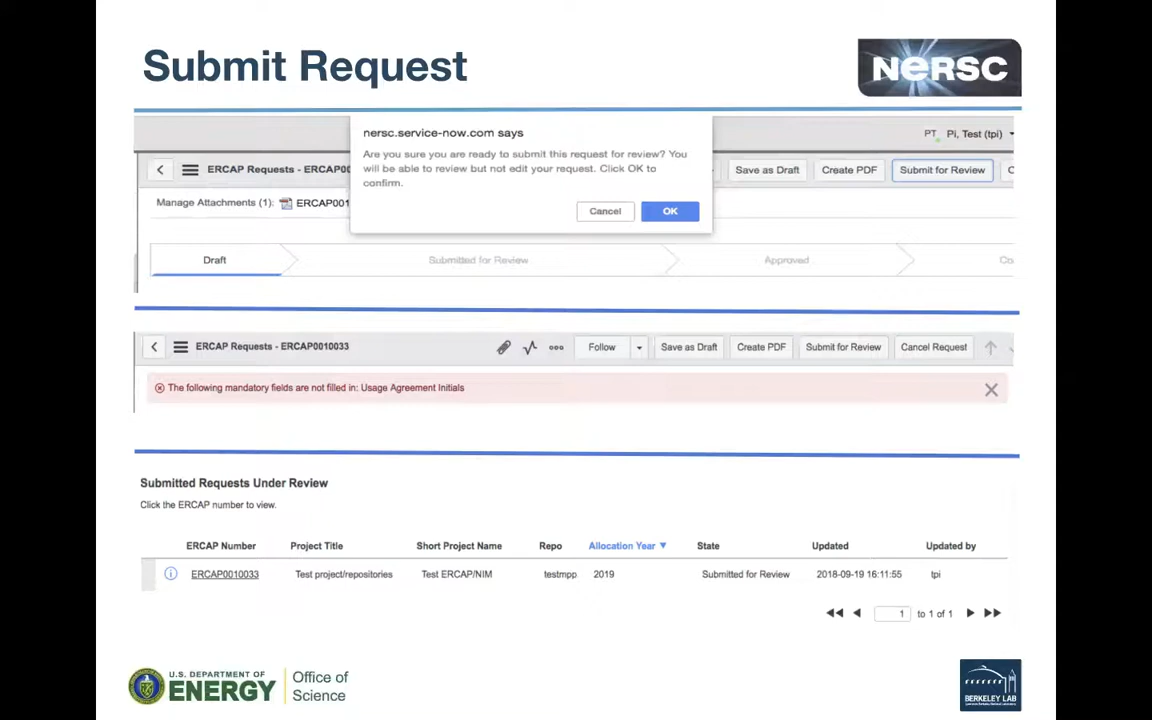 Submit Request
NERSC
nersc.service-now.com says
Are you sure you are ready to submit this request for review? You
will be able to review but not edit your request. Click OK to
confirm.
Cancel OK
PT Pi, Test (tpi)
ERCAP Requests - ERCAP00
Save as Draft Create PDF Submit for Review C
Manage Attachments (1): ERCAP001
Draft Submitted for Review Approved Co
ERCAP Requests - ERCAP0010033 Follow Save as Draft Create PDF Submit for Review Cancel Request
The following mandatory fields are not filled in: Usage Agreement Initials
Submitted Requests Under Review
Click the ERCAP number to view.
ERCAP Number Project Title Short Project Name Repo Allocation Year ▼ State Updated Updated by
ERCAP0010033 Test project/repositories Test ERCAP/NIM testmpp 2019 Submitted for Review 2018-09-19 16:11:55 tpi
1 to 1 of 1
U.S. DEPARTMENT OF
ENERGY
Office of
Science
BERKELEY LAB